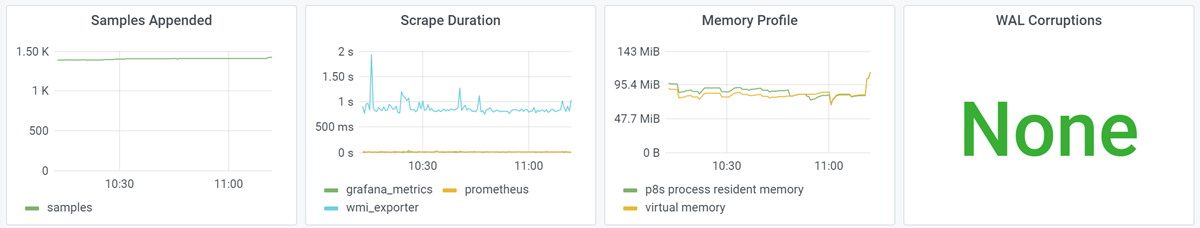 Samples Appended
1.50 K
1 K
500
0
10:30 11:00
samples
Scrape Duration
2 s
1.50 s
1 s
500 ms
0 s
10:30 11:00
grafana_metrics prometheus
wmi_exporter
Memory Profile
143 MiB
95.4 MiB
47.7 MiB
0 B
10:30 11:00
p8s process resident memory
virtual memory
WAL Corruptions
None